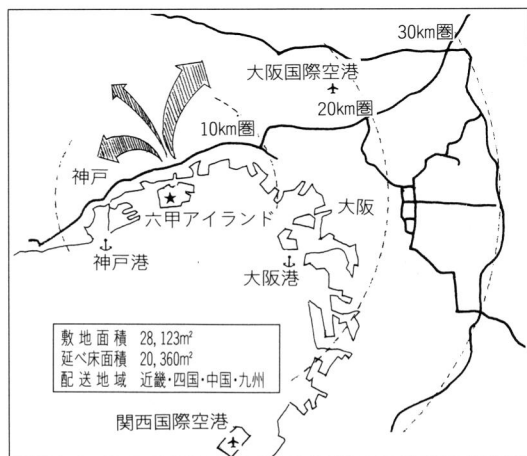 30km圏
大阪国際空港
20km圏
10km圏
神戸
六甲アイランド
大阪
神戸港
大阪港
敷地面積 28,123m²
延べ床面積 20,360m²
配送地域 近畿・四国・中国・九州
関西国際空港